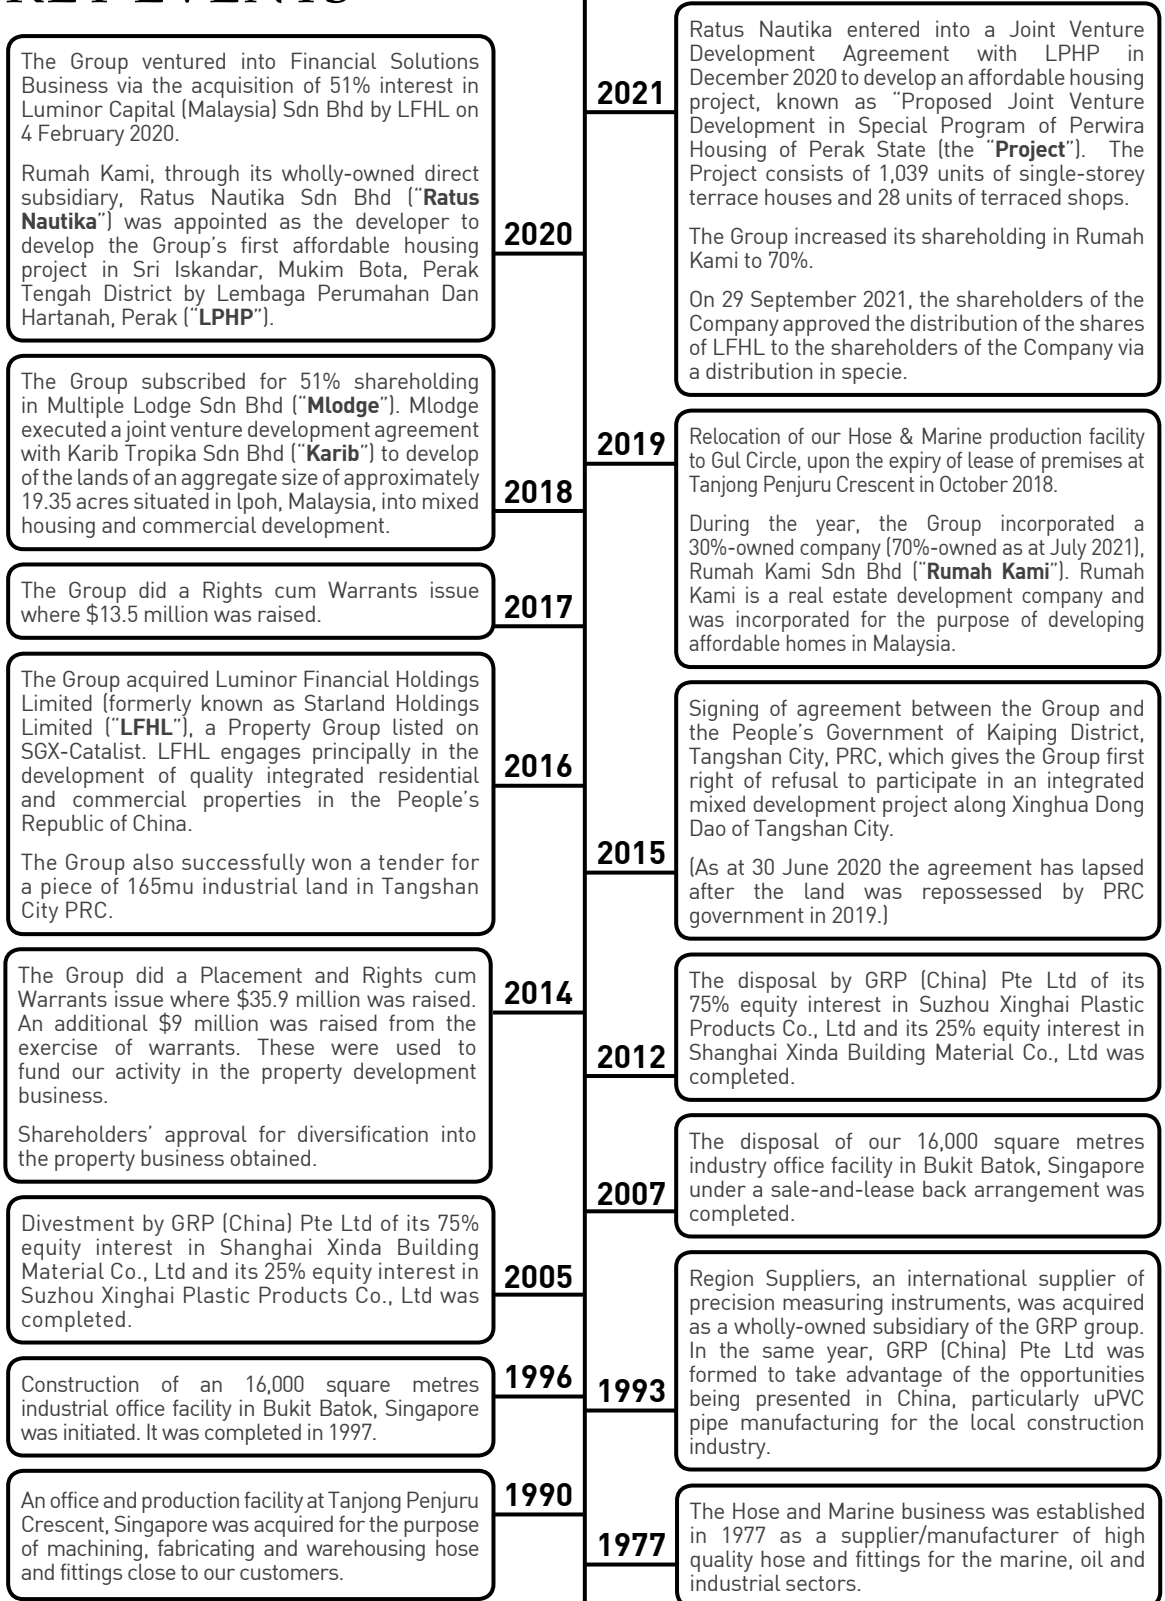 KEY EVENTS
2021
Ratus Nautika entered into a Joint Venture
Development Agreement with LPHP in
December 2020 to develop an affordable housing
project, known as “Proposed Joint Venture
Development in Special Program of Perwira
Housing of Perak State (the “Project”). The
Project consists of 1,039 units of single-storey
terrace houses and 28 units of terraced shops.
The Group increased its shareholding in Rumah
Kami to 70%.
On 29 September 2021, the shareholders of the
Company approved the distribution of the shares
of LFHL to the shareholders of the Company via
a distribution in specie.
2020
The Group ventured into Financial Solutions
Business via the acquisition of 51% interest in
Luminor Capital (Malaysia) Sdn Bhd by LFHL on
4 February 2020.
Rumah Kami, through its wholly-owned direct
subsidiary, Ratus Nautika Sdn Bhd (“Ratus
Nautika”) was appointed as the developer to
develop the Group’s first affordable housing
project in Sri Iskandar, Mukim Bota, Perak
Tengah District by Lembaga Perumahan Dan
Hartanah, Perak (“LPHP”).
2019
Relocation of our Hose & Marine production facility
to Gul Circle, upon the expiry of lease of premises at
Tanjong Penjuru Crescent in October 2018.
During the year, the Group incorporated a
30%-owned company (70%-owned as at July 2021),
Rumah Kami Sdn Bhd (“Rumah Kami”). Rumah
Kami is a real estate development company and
was incorporated for the purpose of developing
affordable homes in Malaysia.
2018
The Group subscribed for 51% shareholding
in Multiple Lodge Sdn Bhd (“Mlodge”). Mlodge
executed a joint venture development agreement
with Karib Tropika Sdn Bhd (“Karib”) to develop
of the lands of an aggregate size of approximately
19.35 acres situated in lpoh, Malaysia, into mixed
housing and commercial development.
2017
The Group did a Rights cum Warrants issue
where $13.5 million was raised.
2016
The Group acquired Luminor Financial Holdings
Limited (formerly known as Starland Holdings
Limited (“LFHL”), a Property Group listed on
SGX-Catalist. LFHL engages principally in the
development of quality integrated residential
and commercial properties in the People’s
Republic of China.
The Group also successfully won a tender for
a piece of 165mu industrial land in Tangshan
City PRC.
2015
Signing of agreement between the Group and
the People’s Government of Kaiping District,
Tangshan City, PRC, which gives the Group first
right of refusal to participate in an integrated
mixed development project along Xinghua Dong
Dao of Tangshan City.
(As at 30 June 2020 the agreement has lapsed
after the land was repossessed by PRC
government in 2019.)
2014
The Group did a Placement and Rights cum
Warrants issue where $35.9 million was raised.
An additional $9 million was raised from the
exercise of warrants. These were used to
fund our activity in the property development
business.
Shareholders’ approval for diversification into
the property business obtained.
2012
The disposal by GRP (China) Pte Ltd of its
75% equity interest in Suzhou Xinghai Plastic
Products Co., Ltd and its 25% equity interest in
Shanghai Xinda Building Material Co., Ltd was
completed.
2007
The disposal of our 16,000 square metres
industry office facility in Bukit Batok, Singapore
under a sale-and-lease back arrangement was
completed.
2005
Divestment by GRP (China) Pte Ltd of its 75%
equity interest in Shanghai Xinda Building
Material Co., Ltd and its 25% equity interest in
Suzhou Xinghai Plastic Products Co., Ltd was
completed.
1996
Construction of an 16,000 square metres
industrial office facility in Bukit Batok, Singapore
was initiated. It was completed in 1997.
1993
Region Suppliers, an international supplier of
precision measuring instruments, was acquired
as a wholly-owned subsidiary of the GRP group.
In the same year, GRP (China) Pte Ltd was
formed to take advantage of the opportunities
being presented in China, particularly uPVC
pipe manufacturing for the local construction
industry.
1990
An office and production facility at Tanjong Penjuru
Crescent, Singapore was acquired for the purpose
of machining, fabricating and warehousing hose
and fittings close to our customers.
1977
The Hose and Marine business was established
in 1977 as a supplier/manufacturer of high
quality hose and fittings for the marine, oil and
industrial sectors.